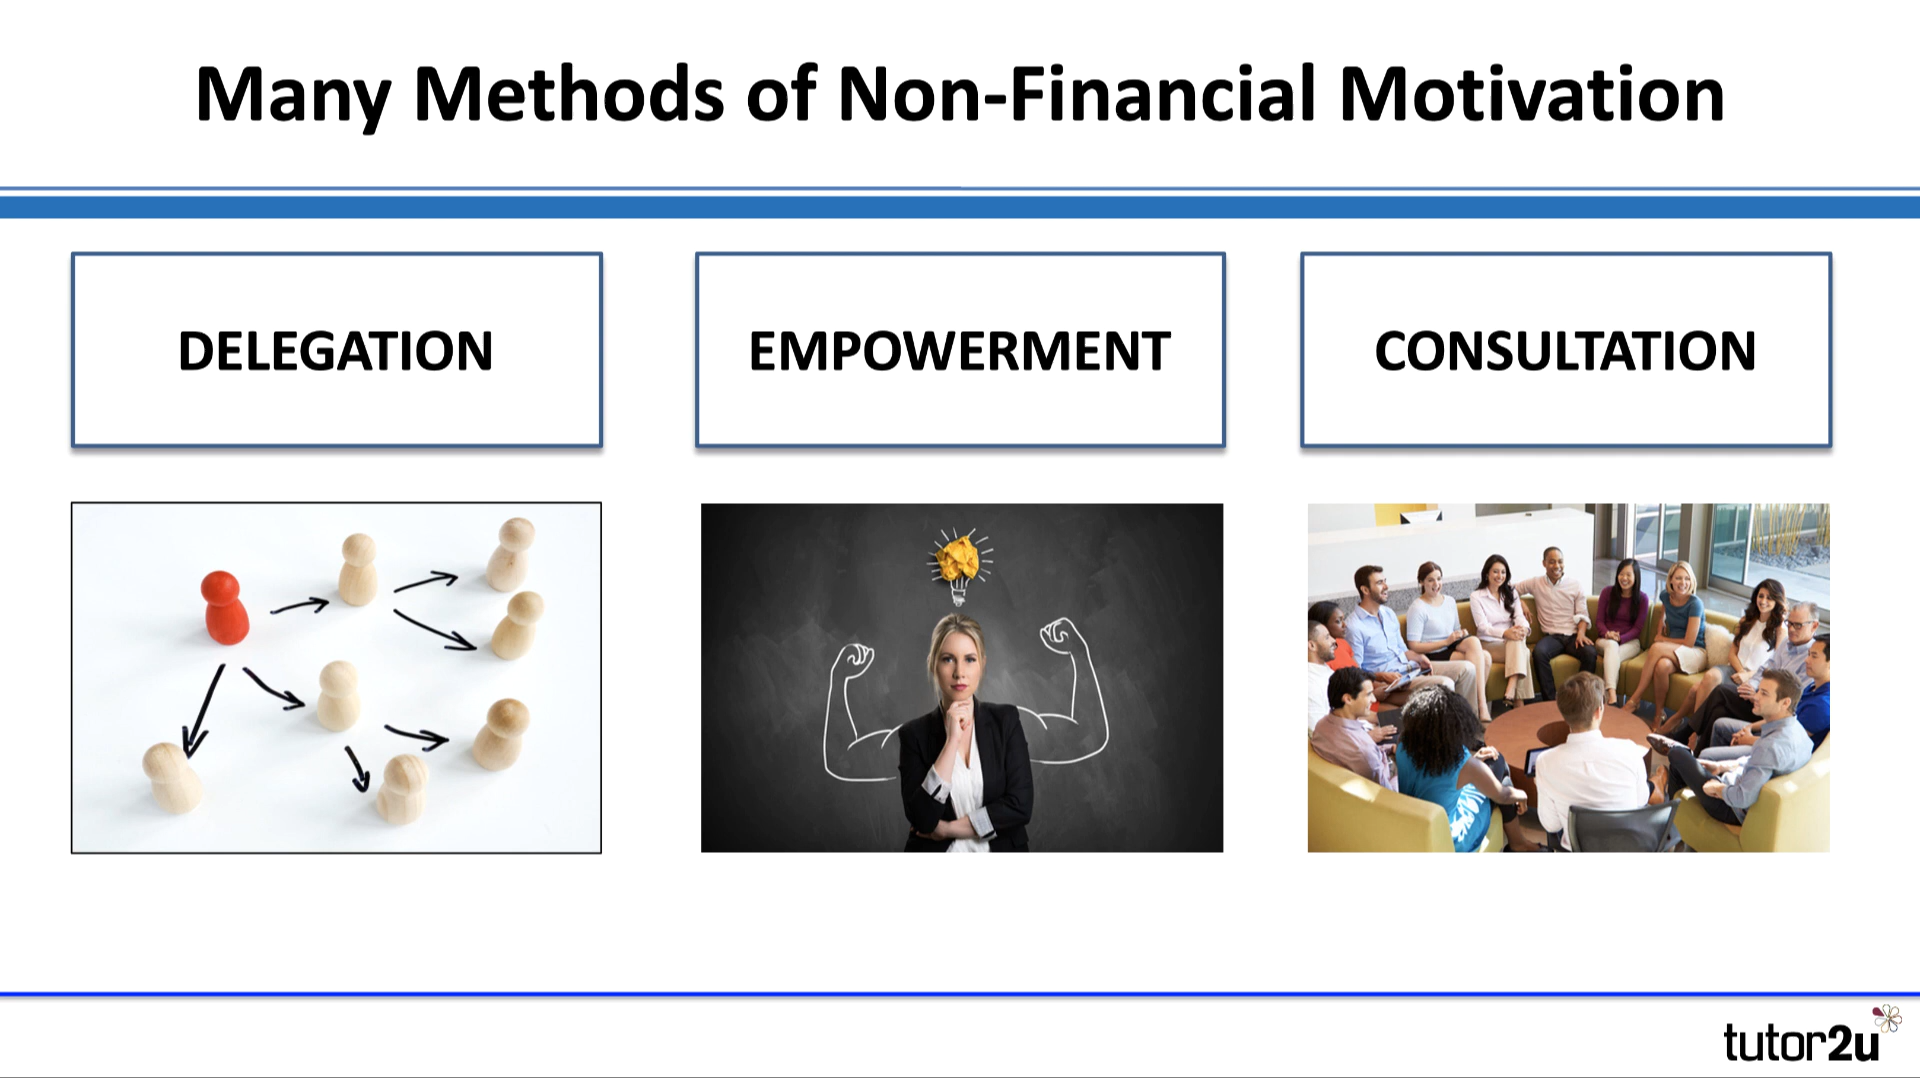 Many Methods of Non-Financial Motivation
DELEGATION
EMPOWERMENT
CONSULTATION
tutor2u